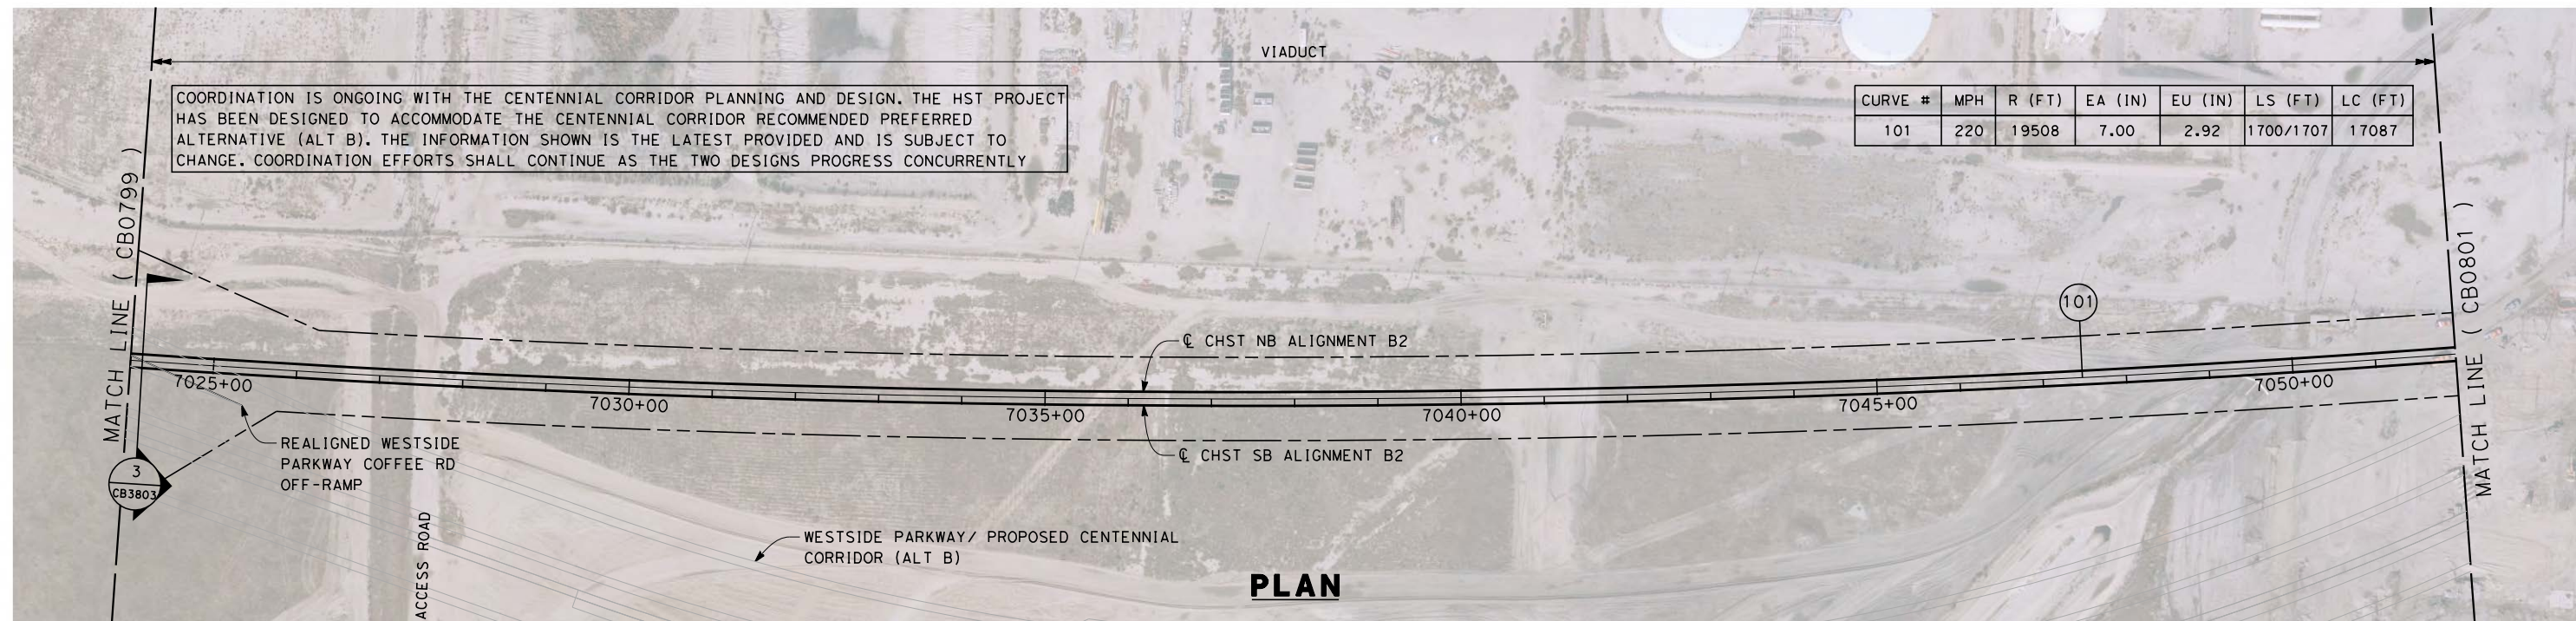 VIADUCT
COORDINATION IS ONGOING WITH THE CENTENNIAL CORRIDOR PLANNING AND DESIGN. THE HST PROJECT
HAS BEEN DESIGNED TO ACCOMMODATE THE CENTENNIAL CORRIDOR RECOMMENDED PREFERRED
ALTERNATIVE (ALT B). THE INFORMATION SHOWN IS THE LATEST PROVIDED AND IS SUBJECT TO
CHANGE. COORDINATION EFFORTS SHALL CONTINUE AS THE TWO DESIGNS PROGRESS CONCURRENTLY
CURVE # MPH R (FT) EA (IN) EU (IN) LS (FT) LC (FT)
101 220 19508 7.00 2.92 1700/1707 17087
MATCH LINE ( CB0799 )
MATCH LINE ( CB0801 )
101
℄ CHST NB ALIGNMENT B2
7025+00
7030+00
7035+00
7040+00
7045+00
7050+00
℄ CHST SB ALIGNMENT B2
REALIGNED WESTSIDE
PARKWAY COFFEE RD
OFF-RAMP
3
CB3803
ACCESS ROAD
WESTSIDE PARKWAY/ PROPOSED CENTENNIAL
CORRIDOR (ALT B)
PLAN